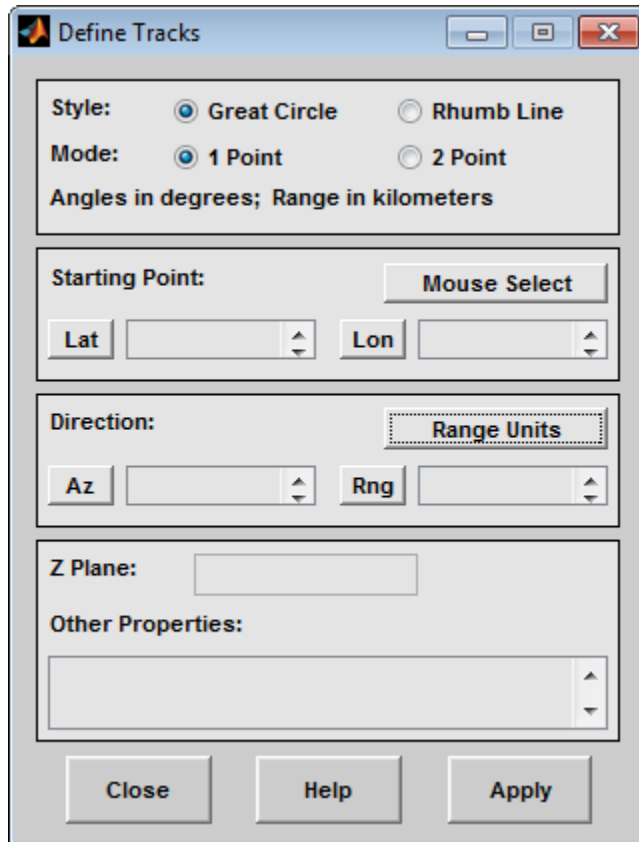 Define Tracks
Style: Great Circle Rhumb Line
Mode: 1 Point 2 Point
Angles in degrees; Range in kilometers
Starting Point: Mouse Select
Lat Lon
Direction: Range Units
Az Rng
Z Plane:
Other Properties:
Close Help Apply